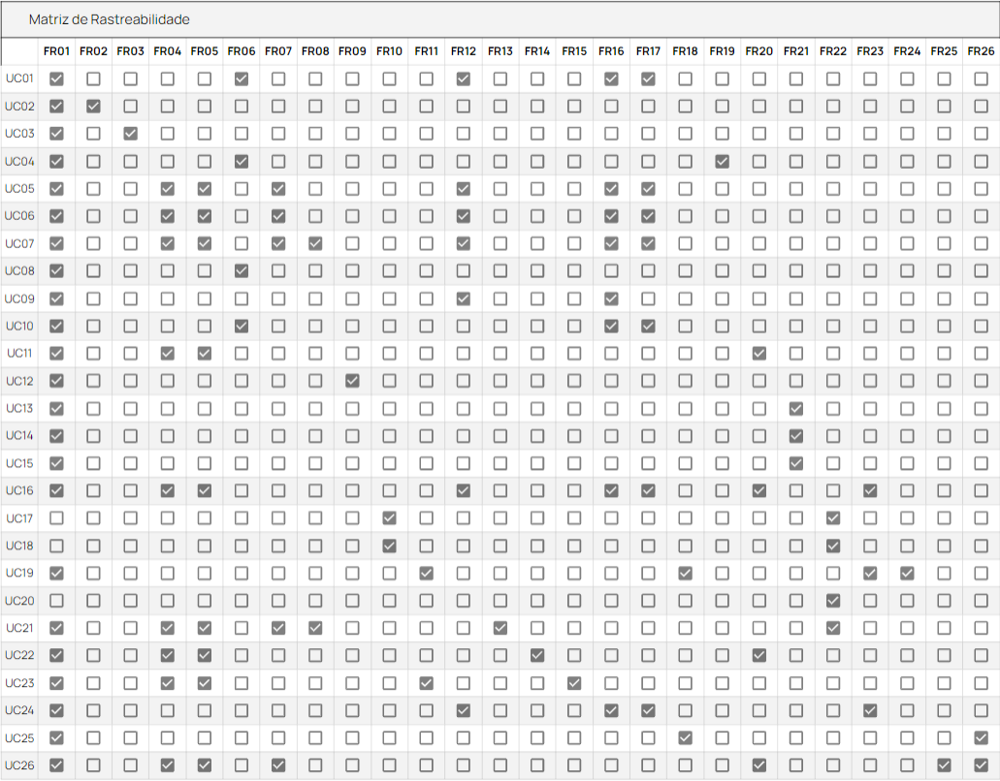 Matriz de Rastreabilidade
FR01 FR02 FR03 FR04 FR05 FR06 FR07 FR08 FR09 FR10 FR11 FR12 FR13 FR14 FR15 FR16 FR17 FR18 FR19 FR20 FR21 FR22 FR23 FR24 FR25 FR26
UC01
UC02
UC03
UC04
UC05
UC06
UC07
UC08
UC09
UC10
UC11
UC12
UC13
UC14
UC15
UC16
UC17
UC18
UC19
UC20
UC21
UC22
UC23
UC24
UC25
UC26